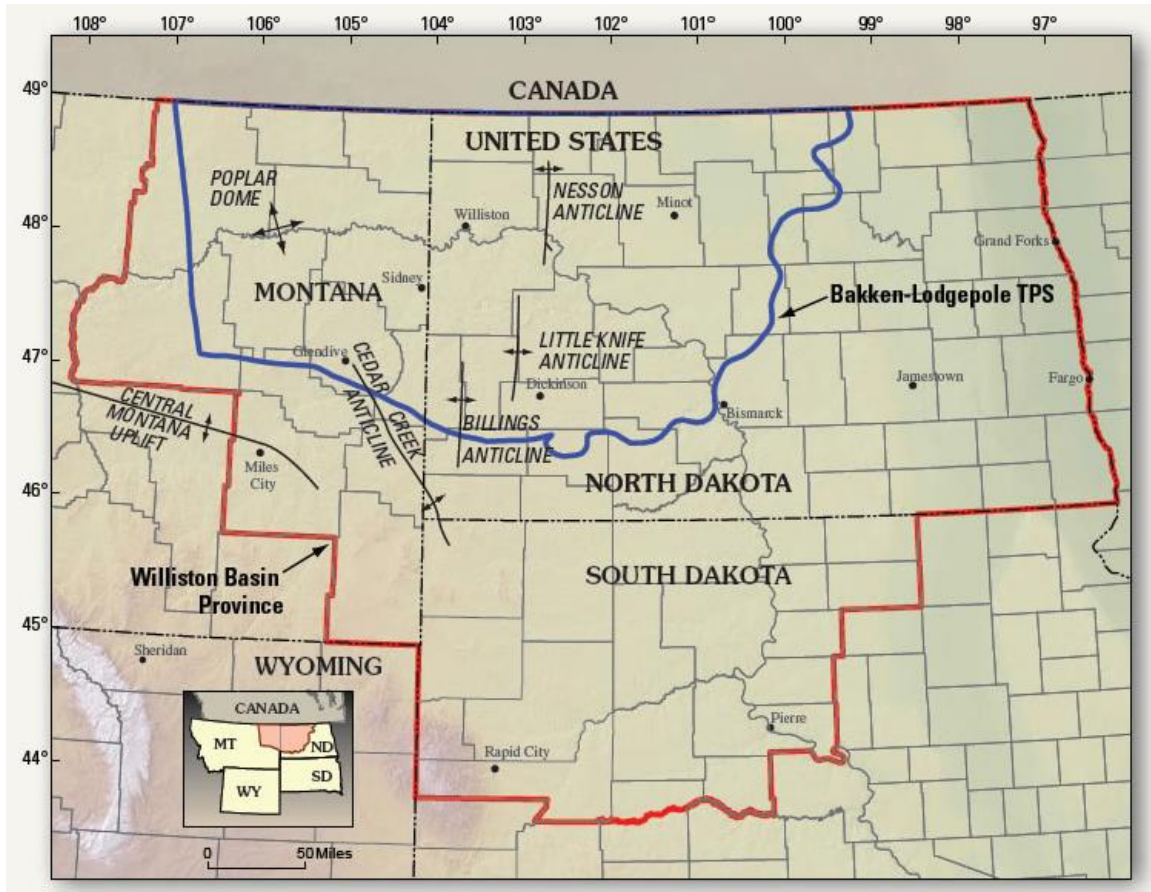 108° 107° 106° 105° 104° 103° 102° 101° 100° 99° 98° 97°
49°
CANADA
UNITED STATES
POPLAR
DOME
NESSON
ANTICLINE
48°
Williston
Minot
Grand Forks
Sidney
MONTANA
Bakken-Lodgepole TPS
47°
Glendive
LITTLE KNIFE
ANTICLINE
Dickinson
Jamestown
Fargo
CEDAR CREEK
ANTICLINE
CENTRAL
MONTANA
UPLIFT
BILLINGS
ANTICLINE
Bismarck
Miles
City
46°
NORTH DAKOTA
Williston Basin
Province
SOUTH DAKOTA
45°
Sheridan
WYOMING
CANADA
MT
ND
SD
WY
Pierre
Rapid City
44°
0 50 Miles